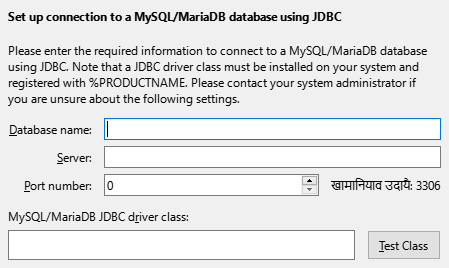 Set up connection to a MySQL/MariaDB database using JDBC
Please enter the required information to connect to a MySQL/MariaDB database
using JDBC. Note that a JDBC driver class must be installed on your system and
registered with %PRODUCTNAME. Please contact your system administrator if
you are unsure about the following settings.
Database name:
Server:
Port number: 0 खामानियाव उदायै: 3306
MySQL/MariaDB JDBC driver class:
Test Class